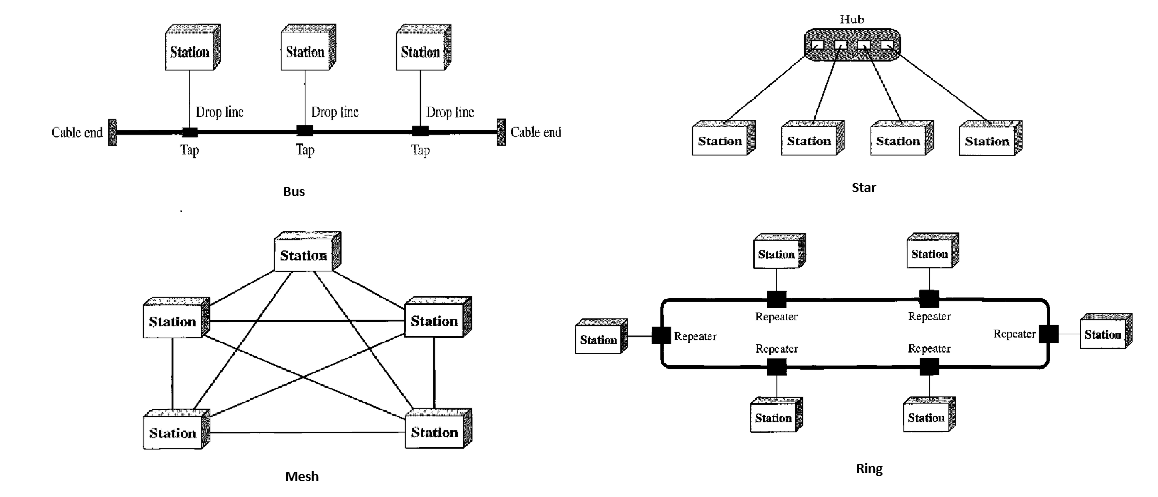 Station Station Station
Drop line Drop line Drop line
Cable end Cable end
Tap Tap Tap
Bus
Hub
Station Station Station Station
Star
Station
Station Station
Station Station
Mesh
Station Station
Repeater Repeater
Station Repeater Repeater Station
Repeater Repeater
Station Station
Ring